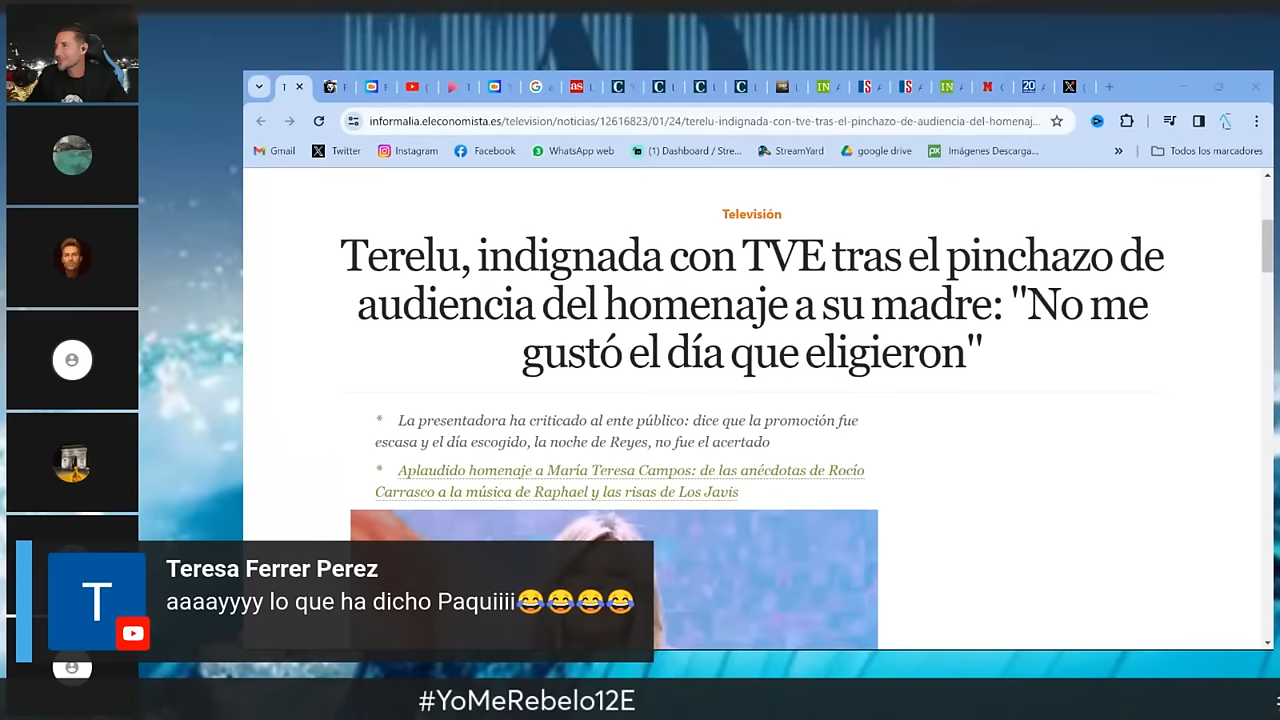 informalia.eleconomista.es/television/noticias/12616823/01/24/terelu-indignada-con-tve-tras-el-pinchazo-de-audiencia-del-homenaj...
Gmail
Twitter
Instagram
Facebook
WhatsApp web
(1) Dashboard / Stre...
StreamYard
google drive
Imágenes Descarga...
»
Todos los marcadores
Televisión
Terelu, indignada con TVE tras el pinchazo de
audiencia del homenaje a su madre: "No me
gustó el día que eligieron"
* La presentadora ha criticado al ente público: dice que la promoción fue
escasa y el día escogido, la noche de Reyes, no fue el acertado
* Aplaudido homenaje a María Teresa Campos: de las anécdotas de Rocío
Carrasco a la música de Raphael y las risas de Los Javis
T
Teresa Ferrer Perez
aaaayyyy lo que ha dicho Paquiiii😂😂😂😂
#YoMeRebelo12E